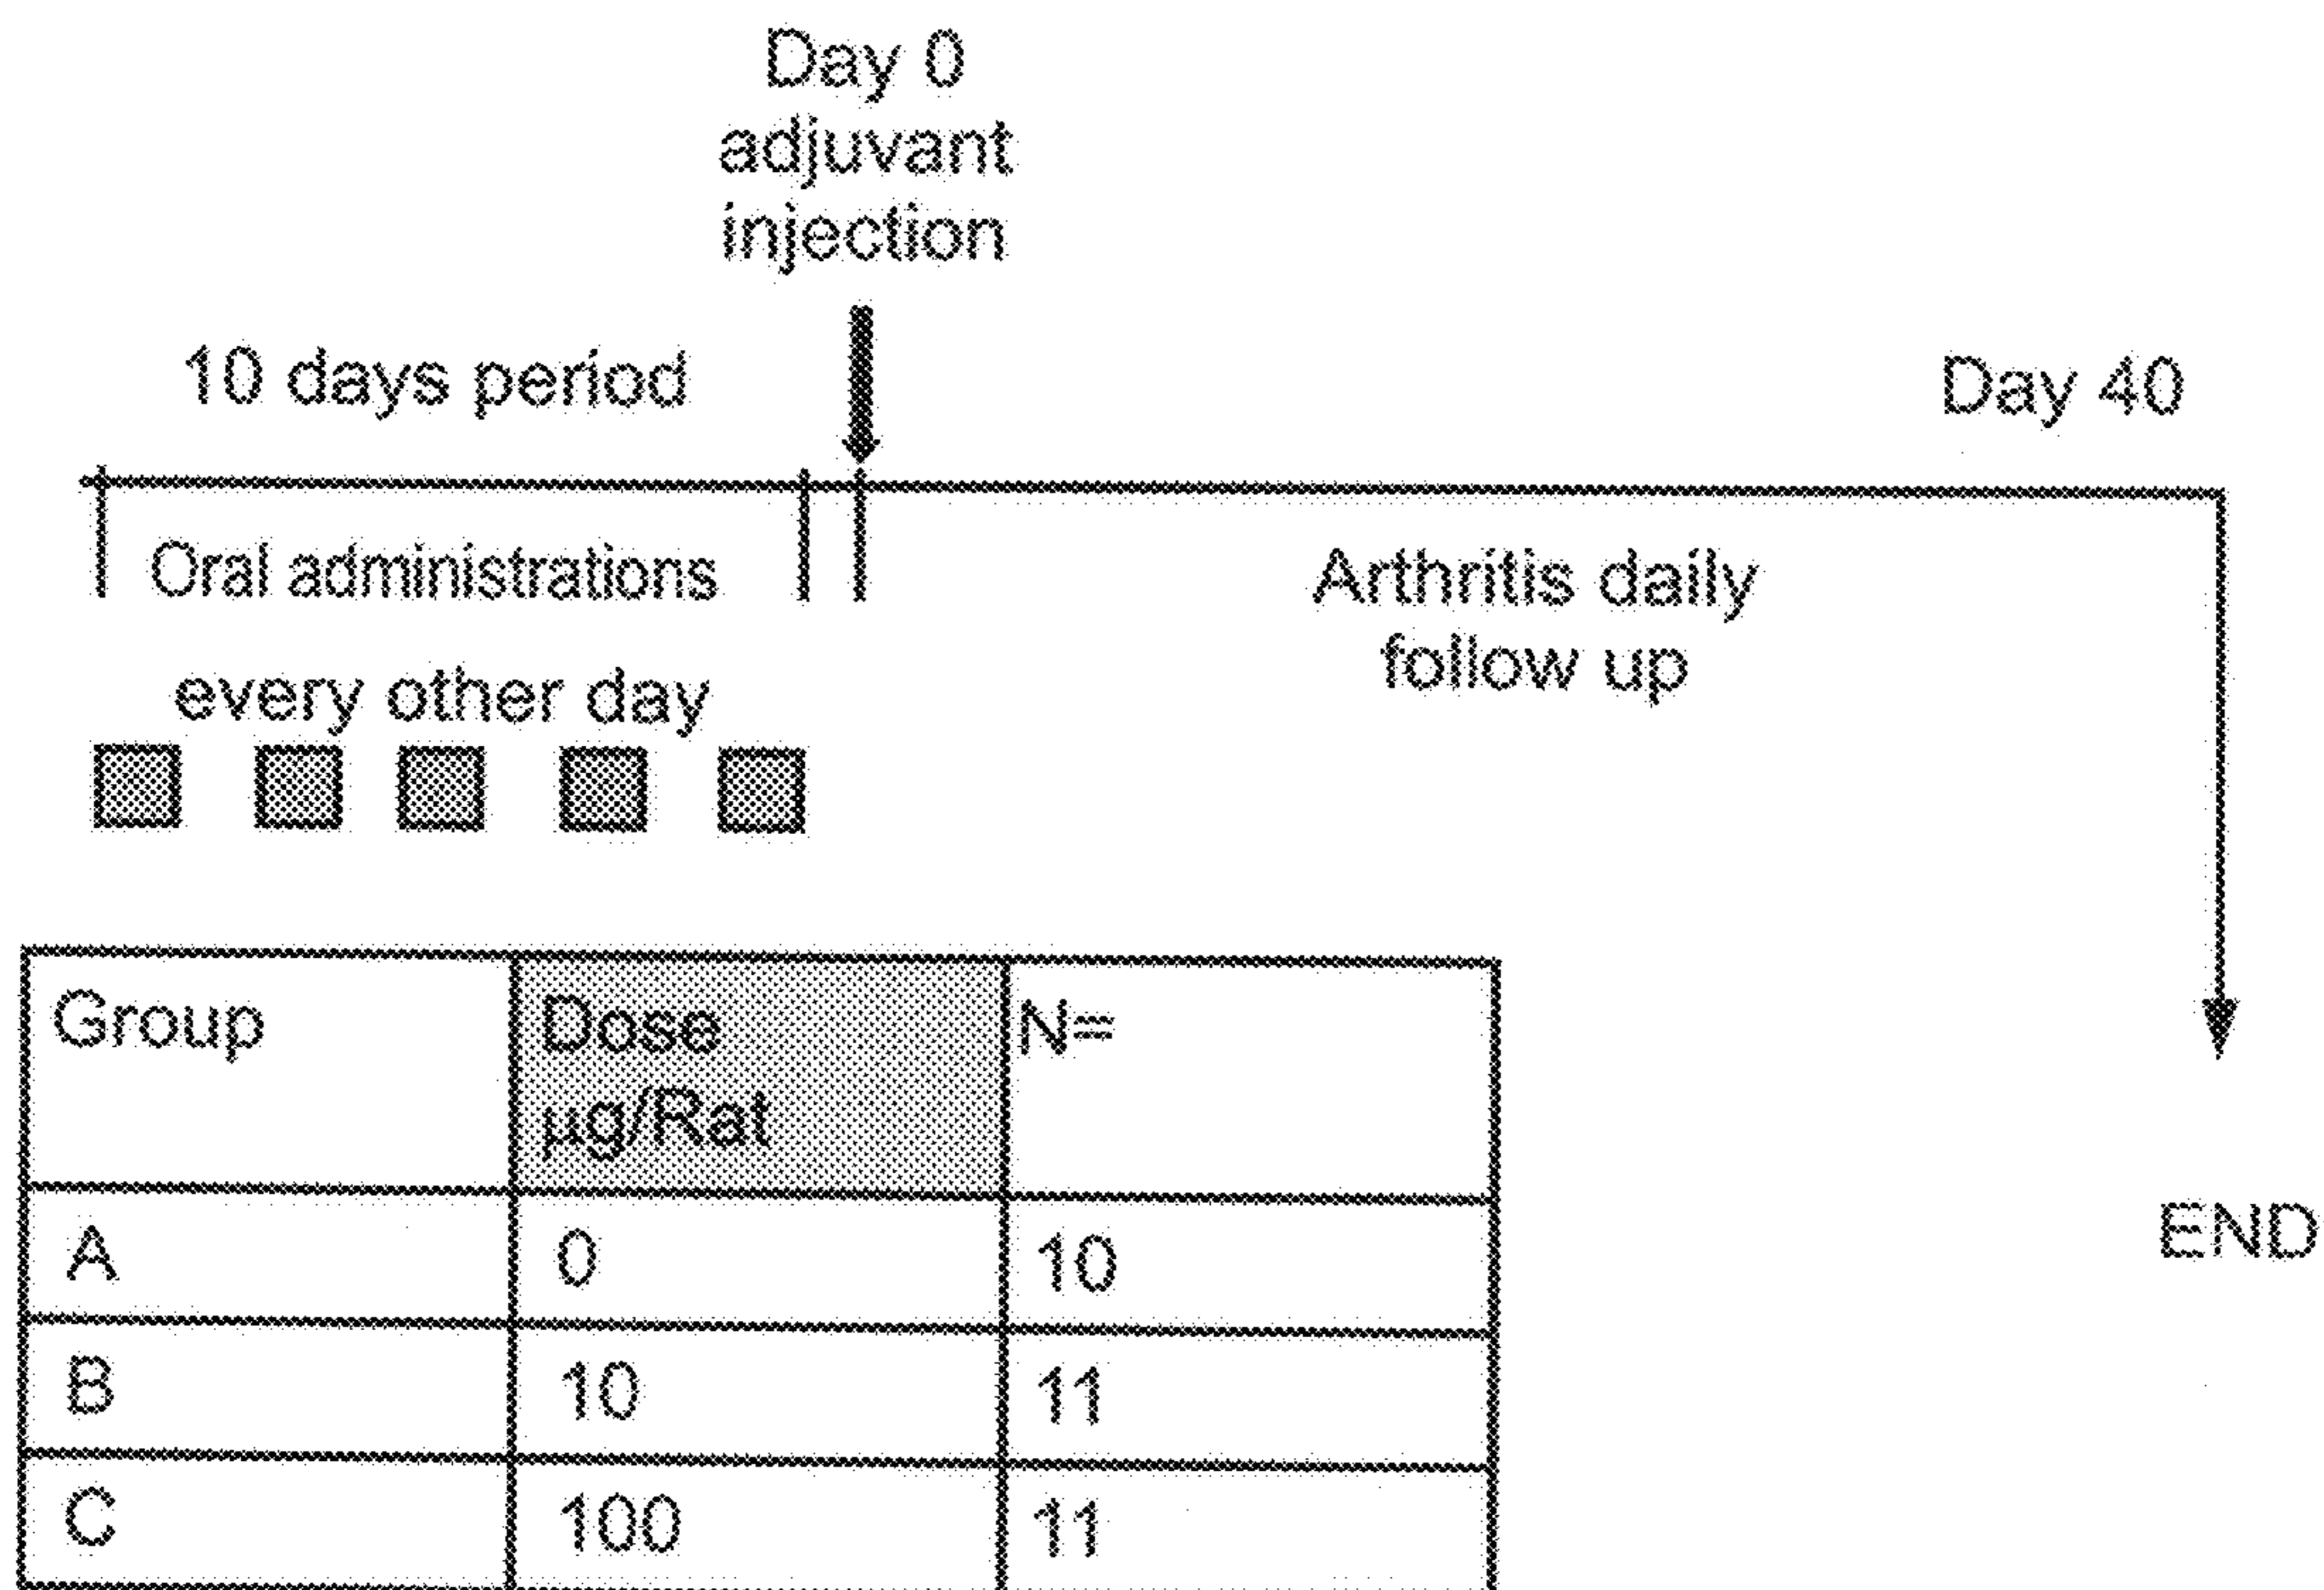 Day 0
adjuvant
injection
10 days period
Day 40
Oral administrations
every other day
Arthritis daily
follow up
Group Dose µg/Rat N=
A 0 10
B 10 11
C 100 11
END